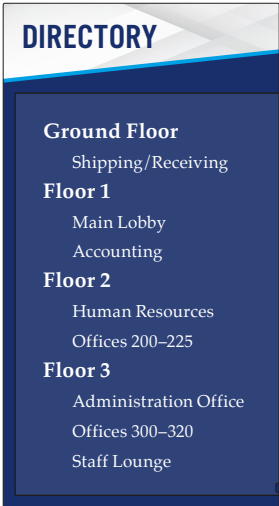 DIRECTORY
Ground Floor
Shipping/Receiving
Floor 1
Main Lobby
Accounting
Floor 2
Human Resources
Offices 200–225
Floor 3
Administration Office
Offices 300–320
Staff Lounge